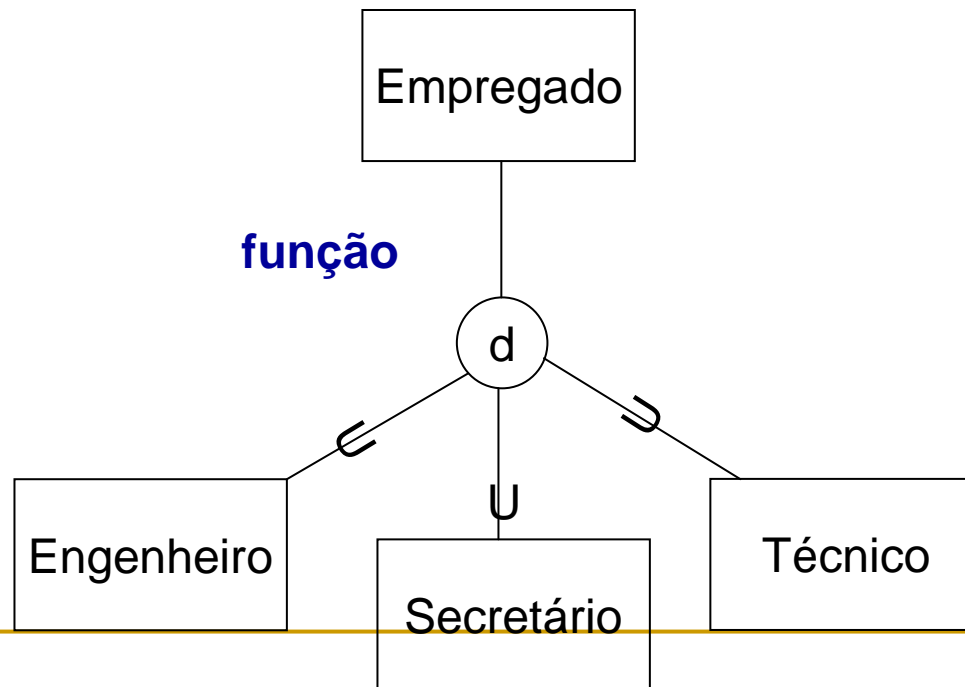 Empregado
função
d
U
U
U
Engenheiro
Secretário
Técnico